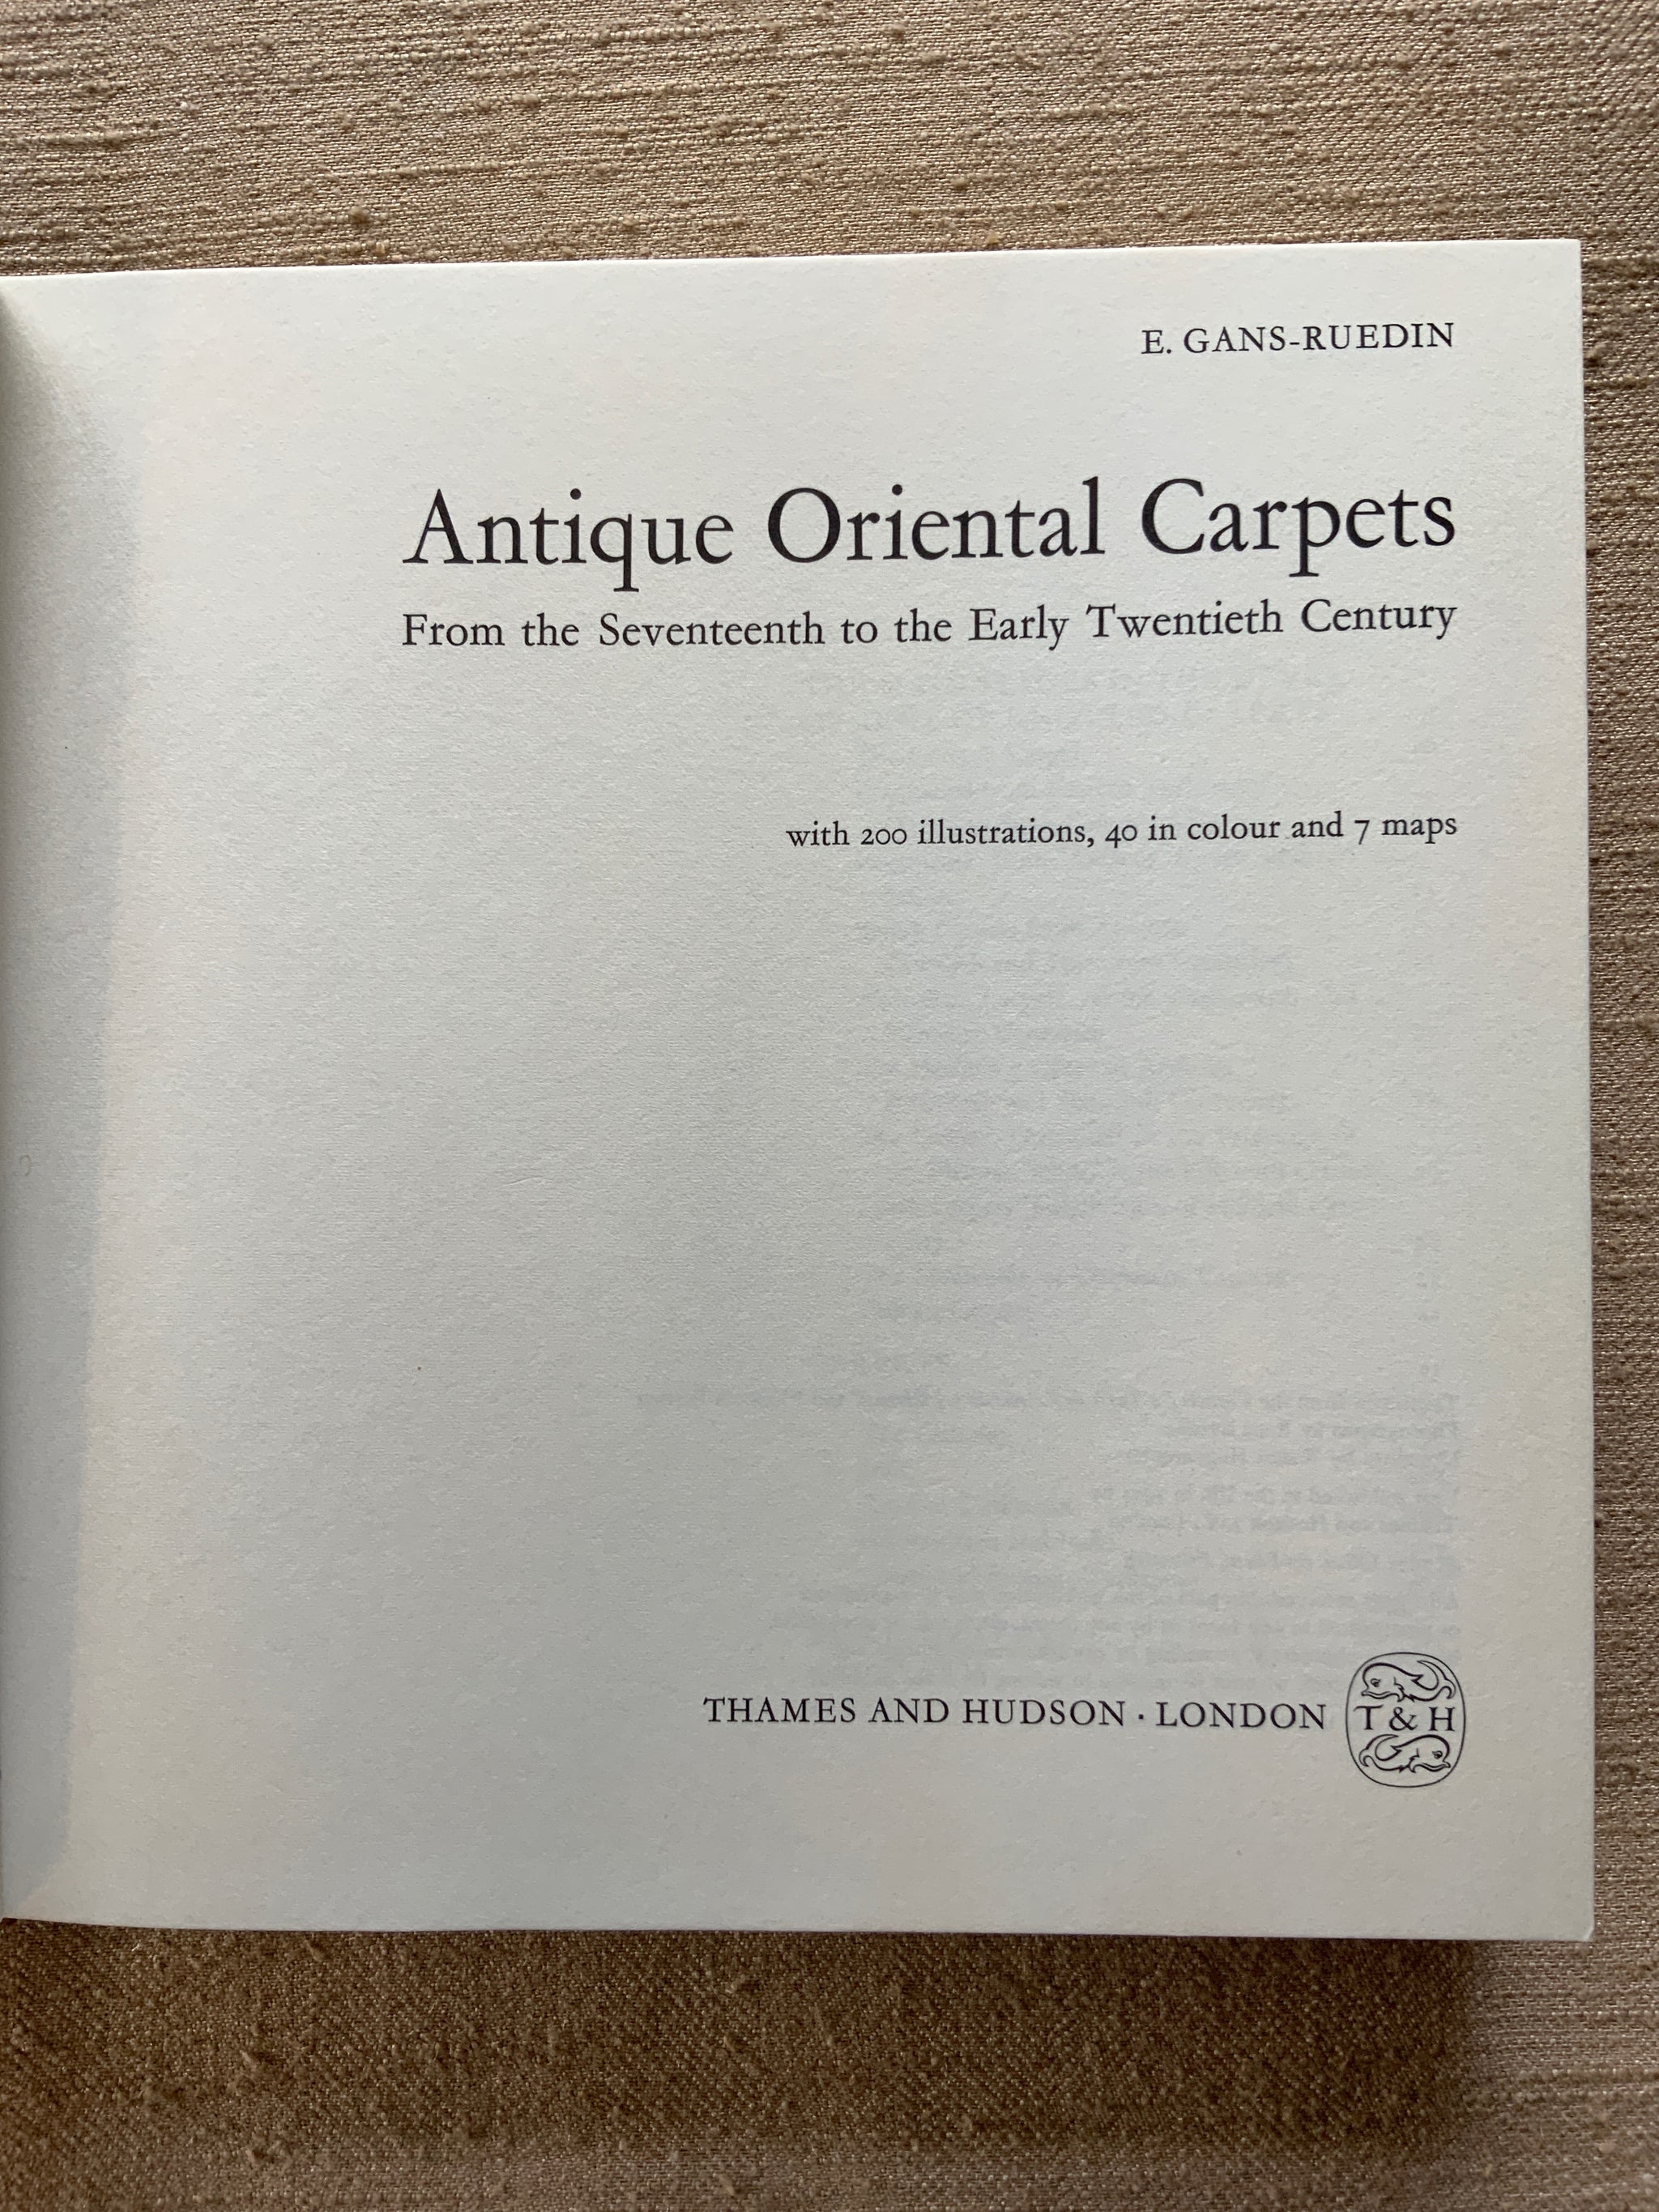 E. GANS-RUEDIN
Antique Oriental Carpets
From the Seventeenth to the Early Twentieth Century
with 200 illustrations, 40 in colour and 7 maps
THAMES AND HUDSON · LONDON
T & H